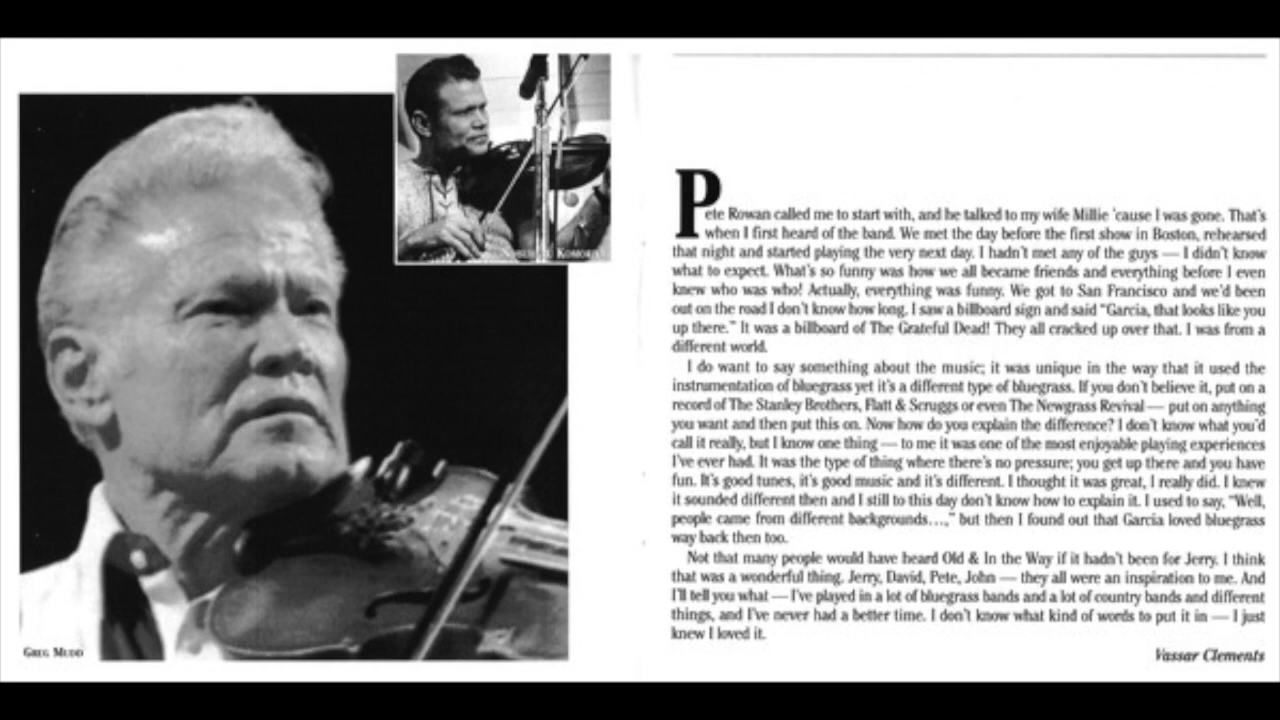 Komorous
Greg Mudd
Pete Rowan called me to start with, and he talked to my wife Millie 'cause I was gone. That's
when I first heard of the band. We met the day before the first show in Boston, rehearsed
that night and started playing the very next day. I hadn't met any of the guys — I didn't know
what to expect. What's so funny was how we all became friends and everything before I even
knew who was who! Actually, everything was funny. We got to San Francisco and we'd been
out on the road I don't know how long. I saw a billboard sign and said "Garcia, that looks like you
up there." It was a billboard of The Grateful Dead! They all cracked up over that. I was from a
different world.
I do want to say something about the music; it was unique in the way that it used the
instrumentation of bluegrass yet it's a different type of bluegrass. If you don't believe it, put on a
record of The Stanley Brothers, Flatt & Scruggs or even The Newgrass Revival — put on anything
you want and then put this on. Now how do you explain the difference? I don't know what you'd
call it really, but I know one thing — to me it was one of the most enjoyable playing experiences
I've ever had. It was the type of thing where there's no pressure; you get up there and you have
fun. It's good tunes, it's good music and it's different. I thought it was great, I really did. I knew
it sounded different then and I still to this day don't know how to explain it. I used to say, "Well,
people came from different backgrounds...," but then I found out that Garcia loved bluegrass
way back then too.
Not that many people would have heard Old & In the Way if it hadn't been for Jerry. I think
that was a wonderful thing. Jerry, David, Pete, John — they all were an inspiration to me. And
I'll tell you what — I've played in a lot of bluegrass bands and a lot of country bands and different
things, and I've never had a better time. I don't know what kind of words to put it in — I just
knew I loved it.
Vassar Clements